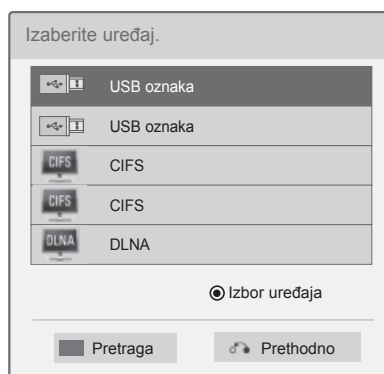 Izaberite uređaj.
USB oznaka
USB oznaka
CIFS CIFS
CIFS CIFS
DLNA DLNA
Izbor uređaja
Pretraga Prethodno